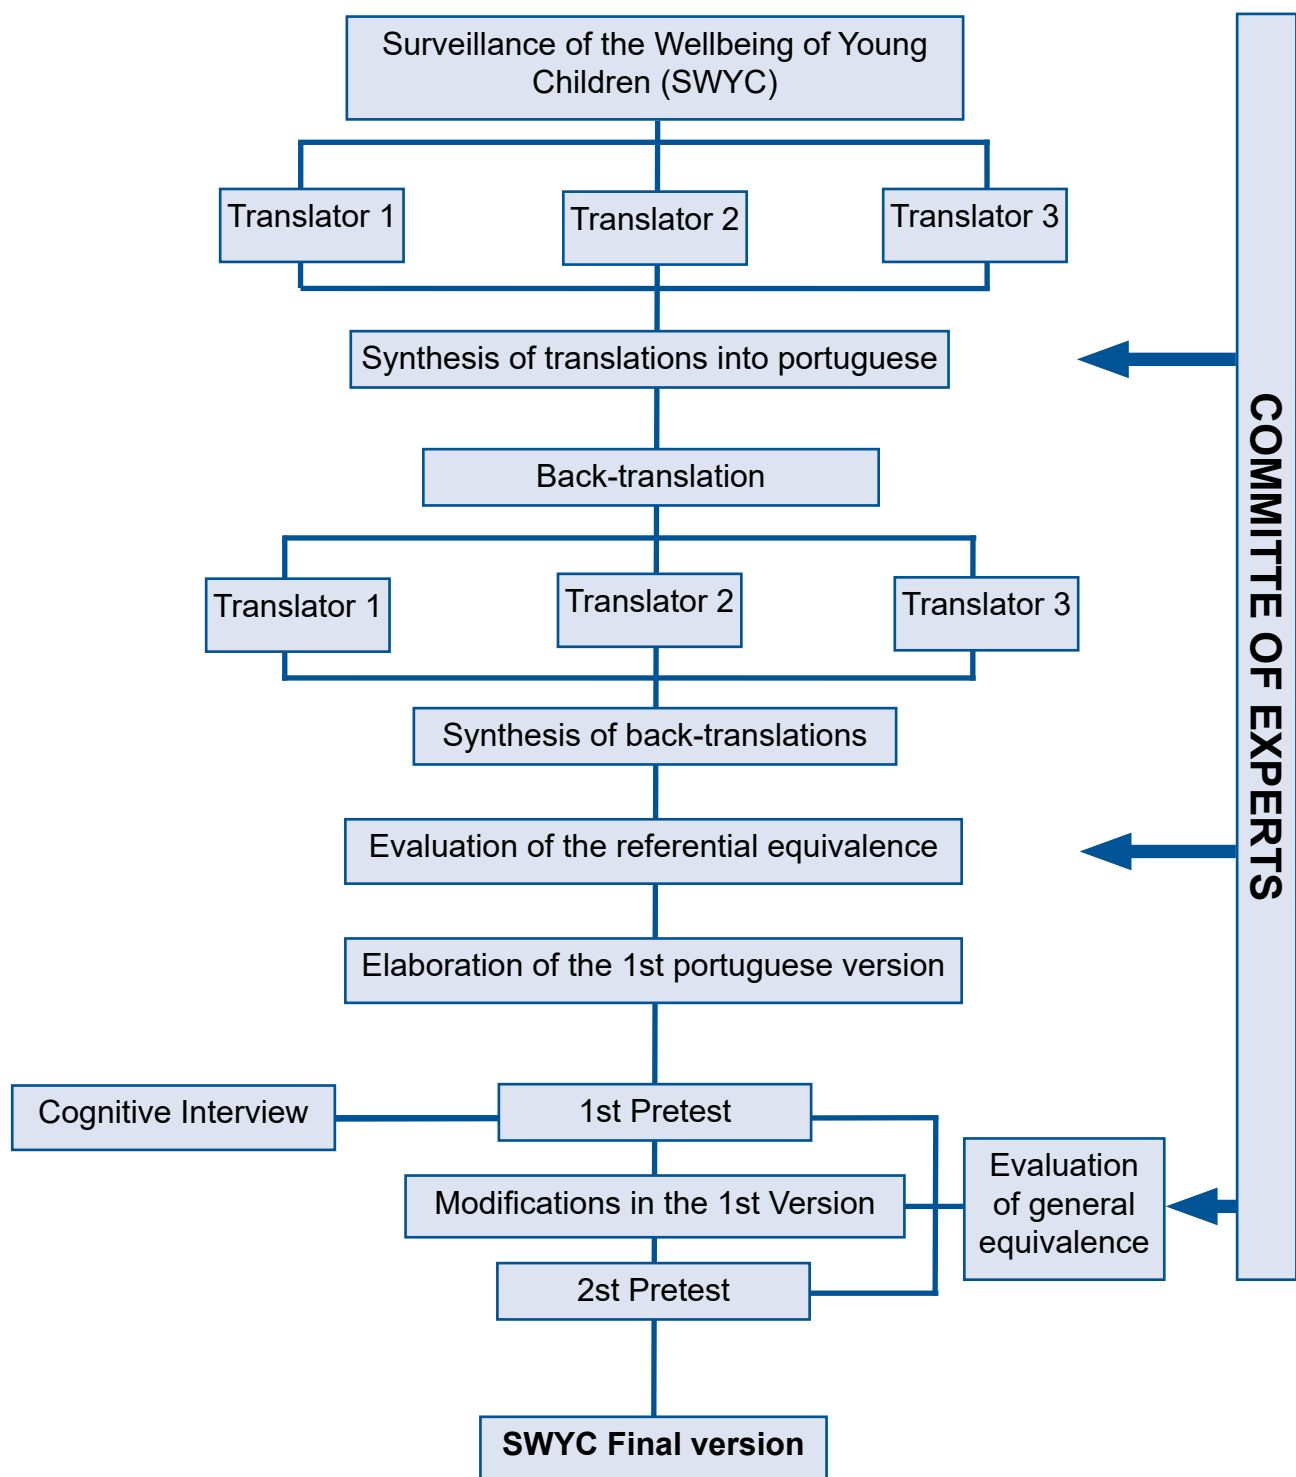 Surveillance of the Wellbeing of Young
Children (SWYC)
Translator 1
Translator 2
Translator 3
Synthesis of translations into portuguese
Back-translation
Translator 1
Translator 2
Translator 3
Synthesis of back-translations
Evaluation of the referential equivalence
Elaboration of the 1st portuguese version
Cognitive Interview
1st Pretest
Modifications in the 1st Version
2st Pretest
Evaluation
of general
equivalence
SWYC Final version
COMMITTE OF EXPERTS